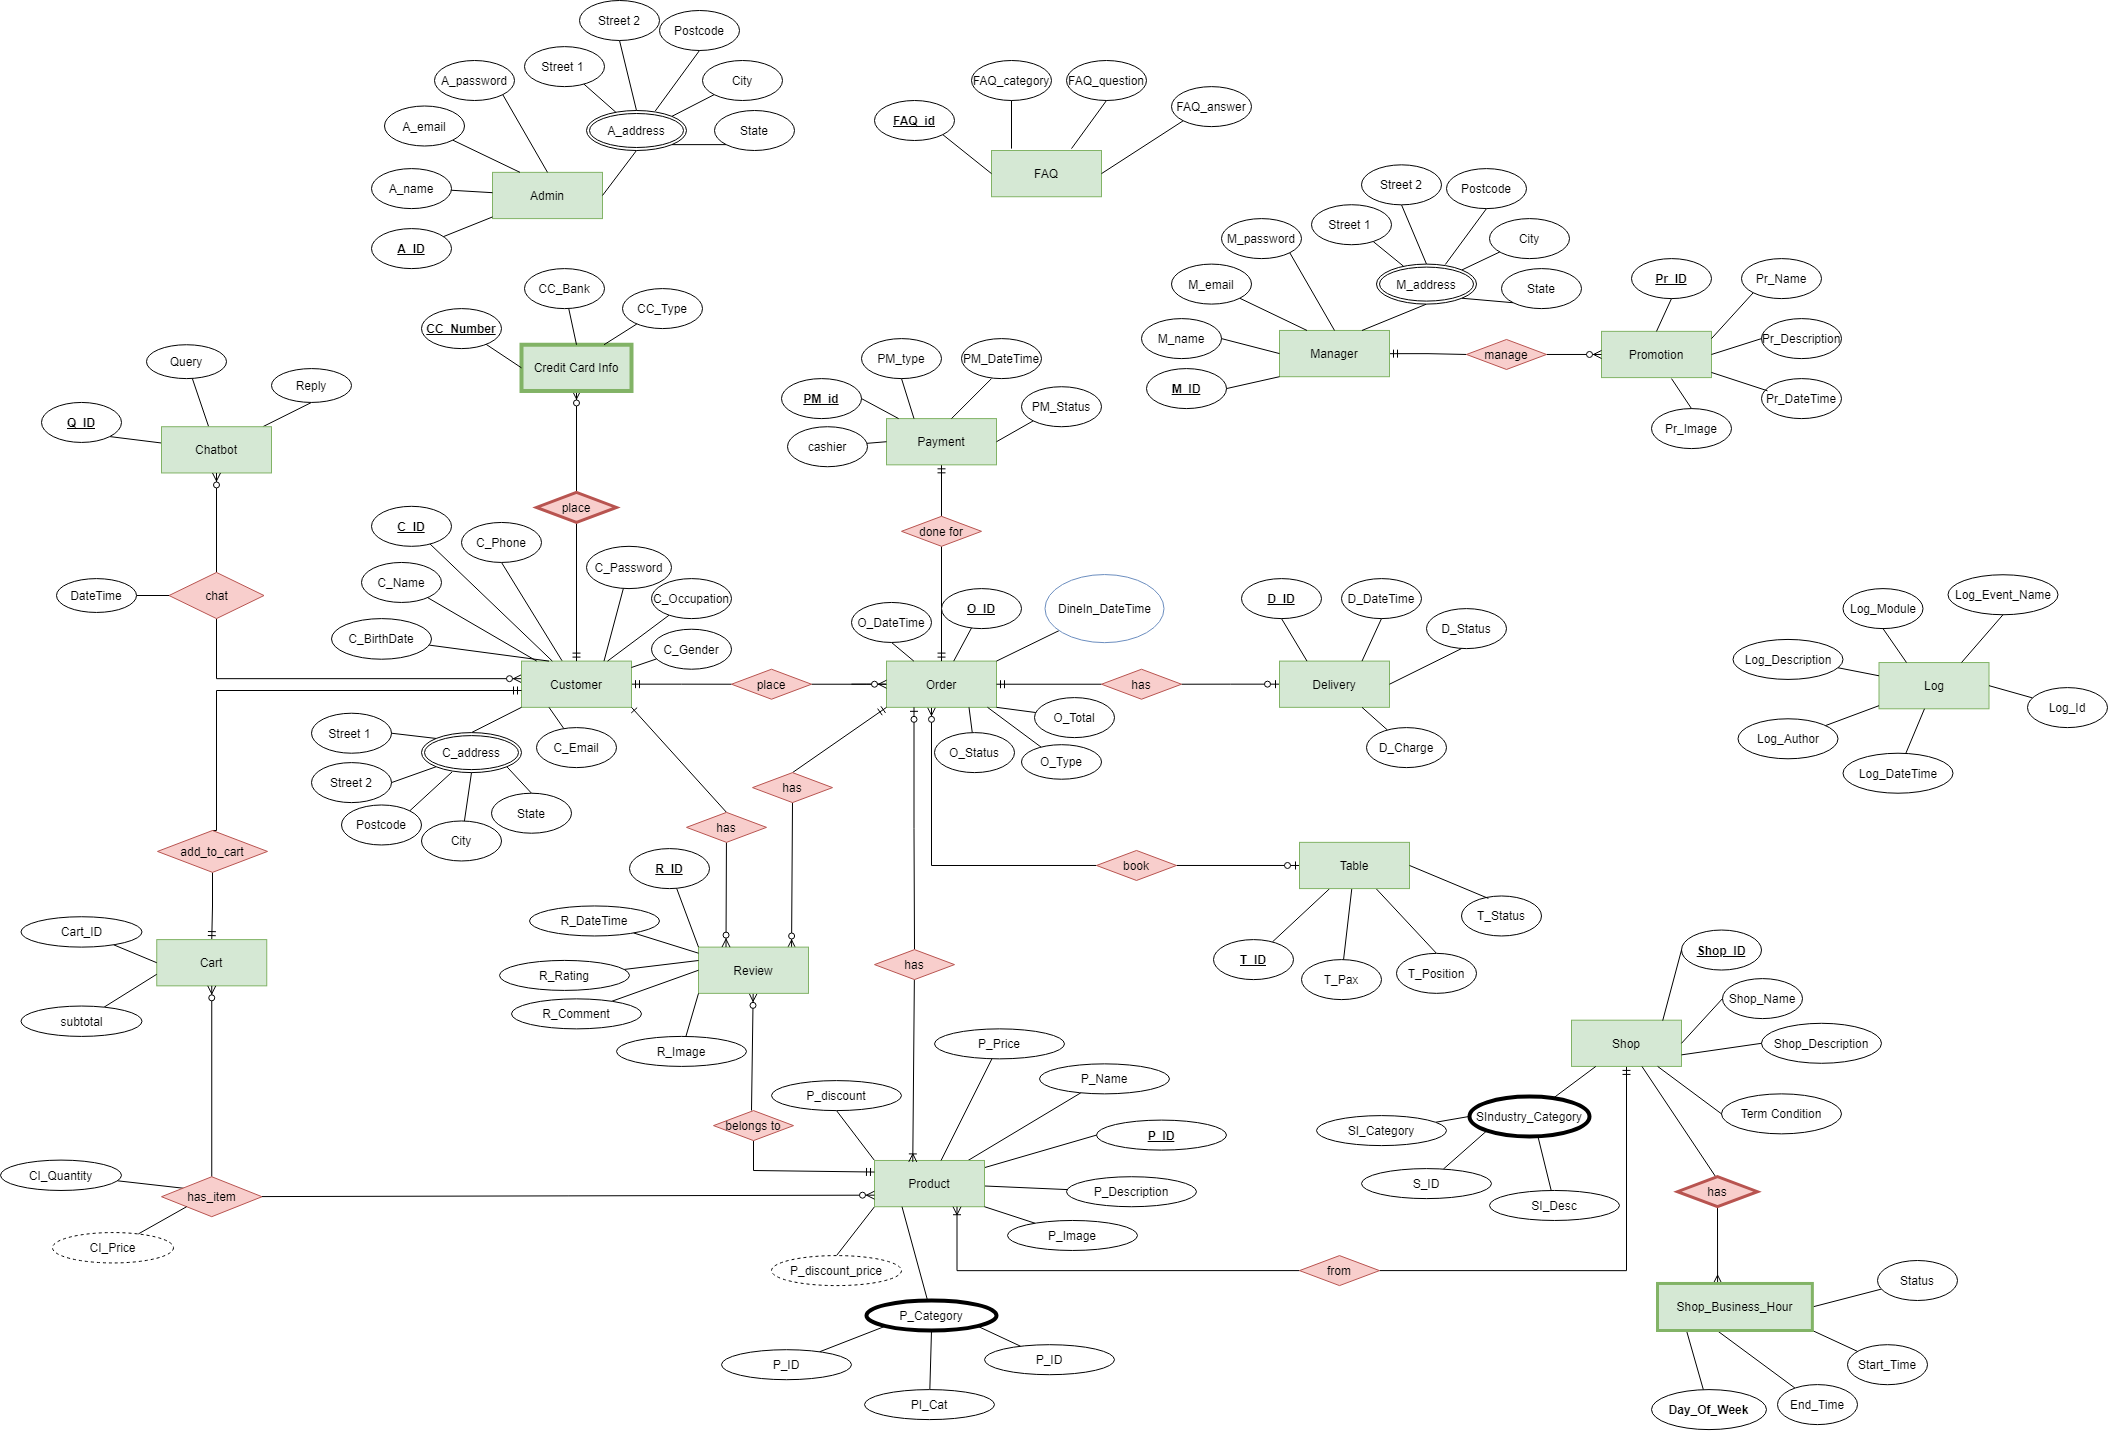 Street 2
Postcode
Street 1
City
A_password
A_address
State
A_email
A_name
Admin
A_ID
FAQ_category
FAQ_question
FAQ_id
FAQ_answer
FAQ
Street 2
Postcode
Street 1
City
M_password
M_address
State
M_email
M_name
Manager
M_ID
manage
Pr_ID
Pr_Name
Pr_Description
Promotion
Pr_DateTime
Pr_Image
CC_Bank
CC_Type
CC_Number
Credit Card Info
place
Query
Reply
Q_ID
Chatbot
DateTime
chat
PM_type
PM_DateTime
PM_id
PM_Status
cashier
Payment
done for
C_ID
C_Phone
C_Password
C_Name
C_Occupation
C_BirthDate
C_Gender
Customer
place
Street 1
C_address
C_Email
Street 2
Postcode
City
State
O_DateTime
O_ID
DineIn_DateTime
Order
has
O_Total
O_Status
O_Type
D_ID
D_DateTime
D_Status
Delivery
D_Charge
Log_Module
Log_Event_Name
Log_Description
Log
Log_Id
Log_Author
Log_DateTime
has
has
add_to_cart
book
Table
T_Status
T_ID
T_Pax
T_Position
Cart_ID
Cart
subtotal
R_ID
R_DateTime
R_Rating
Review
R_Comment
R_Image
has
Shop_ID
Shop_Name
Shop
Shop_Description
SIndustry_Category
Term Condition
SI_Category
S_ID
SI_Desc
has
P_Price
P_Name
P_discount
belongs to
P_ID
Product
P_Description
P_Image
P_discount_price
CI_Quantity
has_item
CI_Price
from
P_Category
P_ID
P_ID
PI_Cat
Status
Shop_Business_Hour
Start_Time
End_Time
Day_Of_Week